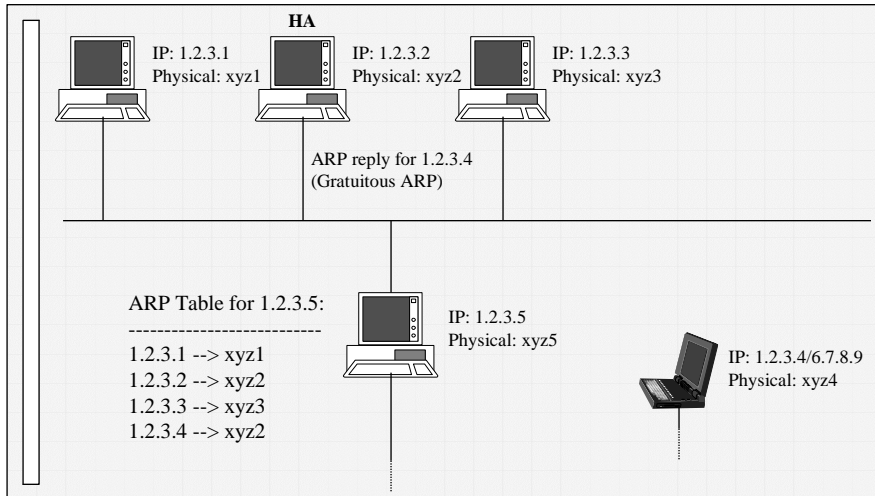 HA
IP: 1.2.3.1
Physical: xyz1
IP: 1.2.3.2
Physical: xyz2
IP: 1.2.3.3
Physical: xyz3
ARP reply for 1.2.3.4
(Gratuitous ARP)
ARP Table for 1.2.3.5:
---------------------------
1.2.3.1 --> xyz1
1.2.3.2 --> xyz2
1.2.3.3 --> xyz3
1.2.3.4 --> xyz2
IP: 1.2.3.5
Physical: xyz5
IP: 1.2.3.4/6.7.8.9
Physical: xyz4